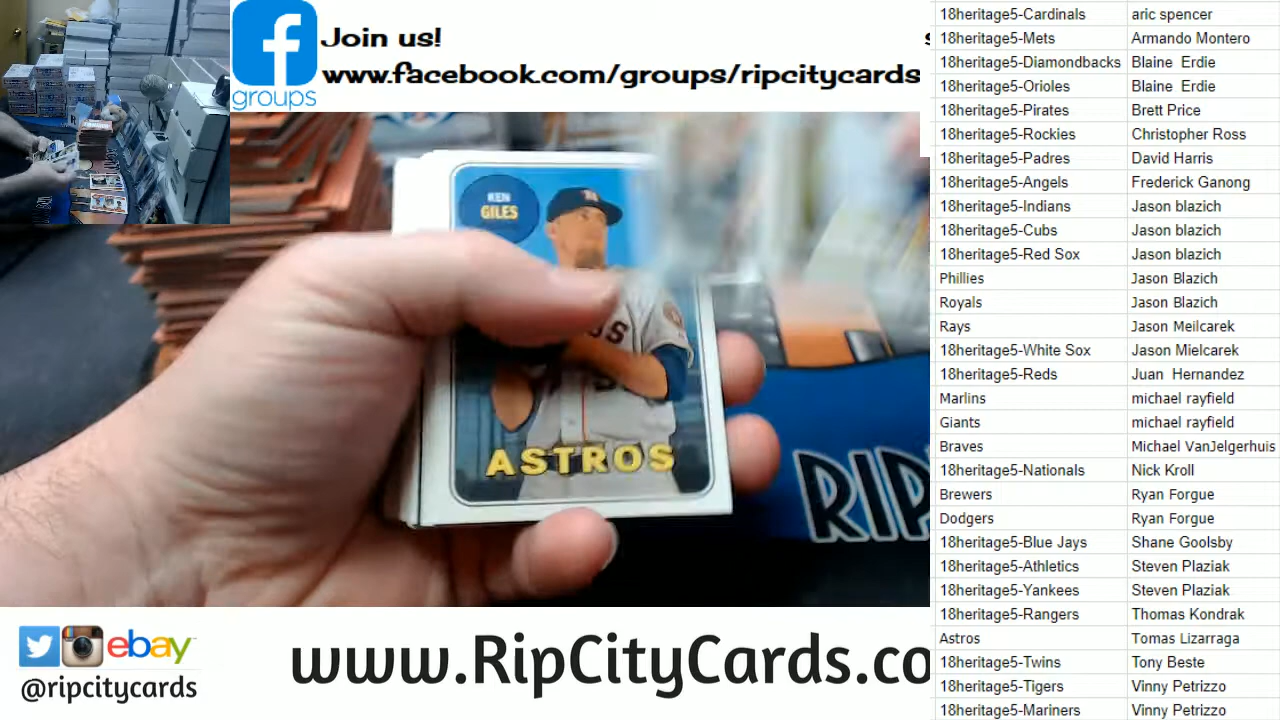 Join us!
www.facebook.com/groups/ripcitycards
groups
KEN
GILES
ASTROS
RIP
ebay
@ripcitycards
www.RipCityCards.co
18heritage5-Cardinals aric spencer
18heritage5-Mets Armando Montero
18heritage5-Diamondbacks Blaine Erdie
18heritage5-Orioles Blaine Erdie
18heritage5-Pirates Brett Price
18heritage5-Rockies Christopher Ross
18heritage5-Padres David Harris
18heritage5-Angels Frederick Ganong
18heritage5-Indians Jason blazich
18heritage5-Cubs Jason blazich
18heritage5-Red Sox Jason blazich
Phillies Jason Blazich
Royals Jason Blazich
Rays Jason Meilcarek
18heritage5-White Sox Jason Mielcarek
18heritage5-Reds Juan Hernandez
Marlins michael rayfield
Giants michael rayfield
Braves Michael VanJelgerhuis
18heritage5-Nationals Nick Kroll
Brewers Ryan Forgue
Dodgers Ryan Forgue
18heritage5-Blue Jays Shane Goolsby
18heritage5-Athletics Steven Plaziak
18heritage5-Yankees Steven Plaziak
18heritage5-Rangers Thomas Kondrak
Astros Tomas Lizarraga
18heritage5-Twins Tony Beste
18heritage5-Tigers Vinny Petrizzo
18heritage5-Mariners Vinny Petrizzo